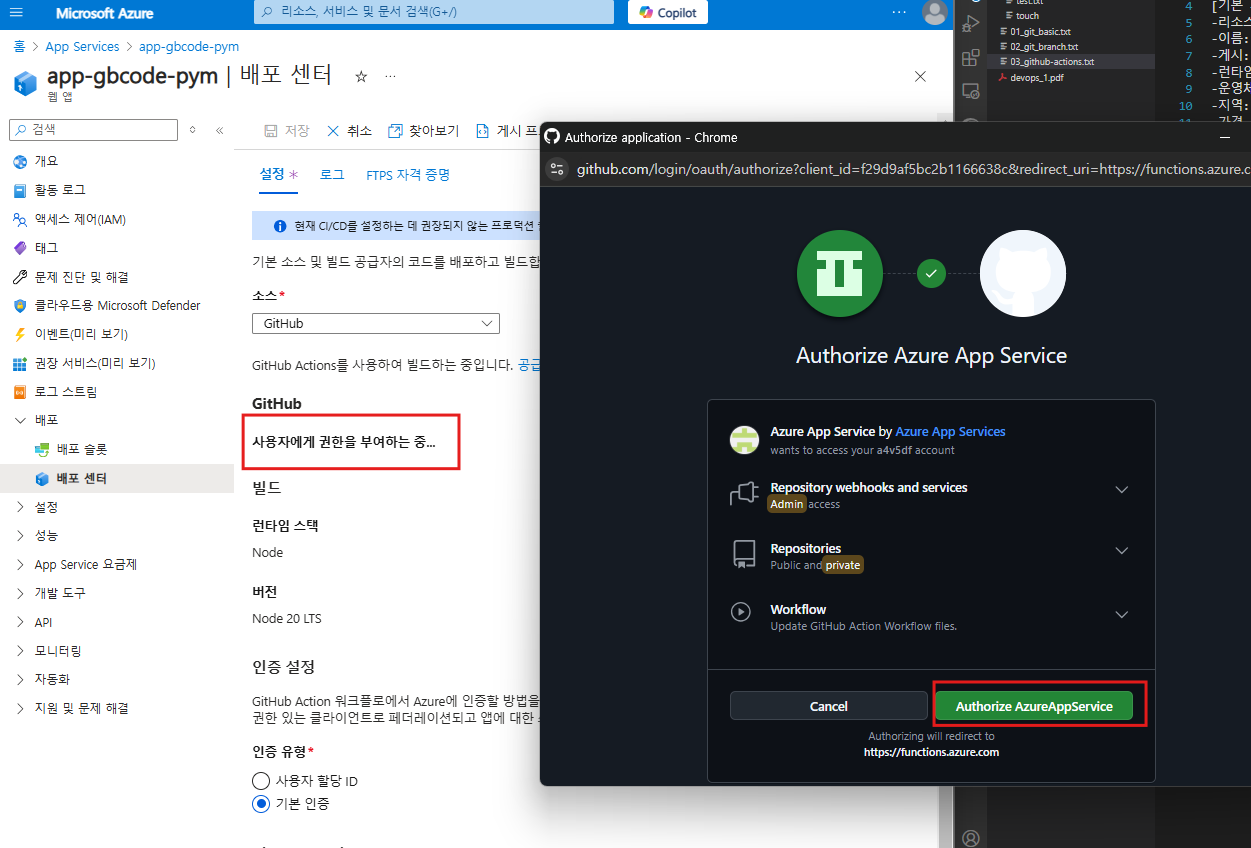 Microsoft Azure
리소스, 서비스 및 문서 검색(G+/)
Copilot
홈 > App Services > app-gbcode-pym
app-gbcode-pym | 배포 센터
웹 앱
검색
저장
취소
찾아보기
게시 프
개요
활동 로그
액세스 제어(IAM)
태그
문제 진단 및 해결
클라우드용 Microsoft Defender
이벤트(미리 보기)
권장 서비스(미리 보기)
로그 스트림
배포
배포 슬롯
배포 센터
설정
성능
App Service 요금제
개발 도구
API
모니터링
자동화
지원 및 문제 해결
설정 *
로그
FTPS 자격 증명
현재 CI/CD를 설정하는 데 권장되지 않는 프로덕션
기본 소스 및 빌드 공급자의 코드를 배포하고 빌드합
소스*
GitHub
GitHub Actions를 사용하여 빌드하는 중입니다. 공급
GitHub
사용자에게 권한을 부여하는 중...
빌드
런타임 스택
Node
버전
Node 20 LTS
인증 설정
GitHub Action 워크플로에서 Azure에 인증할 방법을
권한 있는 클라이언트로 페더레이션되고 앱에 대한
인증 유형*
사용자 할당 ID
기본 인증
test.txt
touch
01_git_basic.txt
02_git_branch.txt
03_github-actions.txt
devops_1.pdf
4 [기본
5 -리소스
6 -이름:
7 -게시:
8 -런타임
9 -운영체
10 -지역:
Authorize application - Chrome
github.com/login/oauth/authorize?client_id=f29d9af5bc2b1166638c&redirect_uri=https://functions.azure.c
Authorize Azure App Service
Azure App Service by Azure App Services
wants to access your a4v5df account
Repository webhooks and services
Admin access
Repositories
Public and private
Workflow
Update GitHub Action Workflow files.
Cancel
Authorize AzureAppService
Authorizing will redirect to
https://functions.azure.com